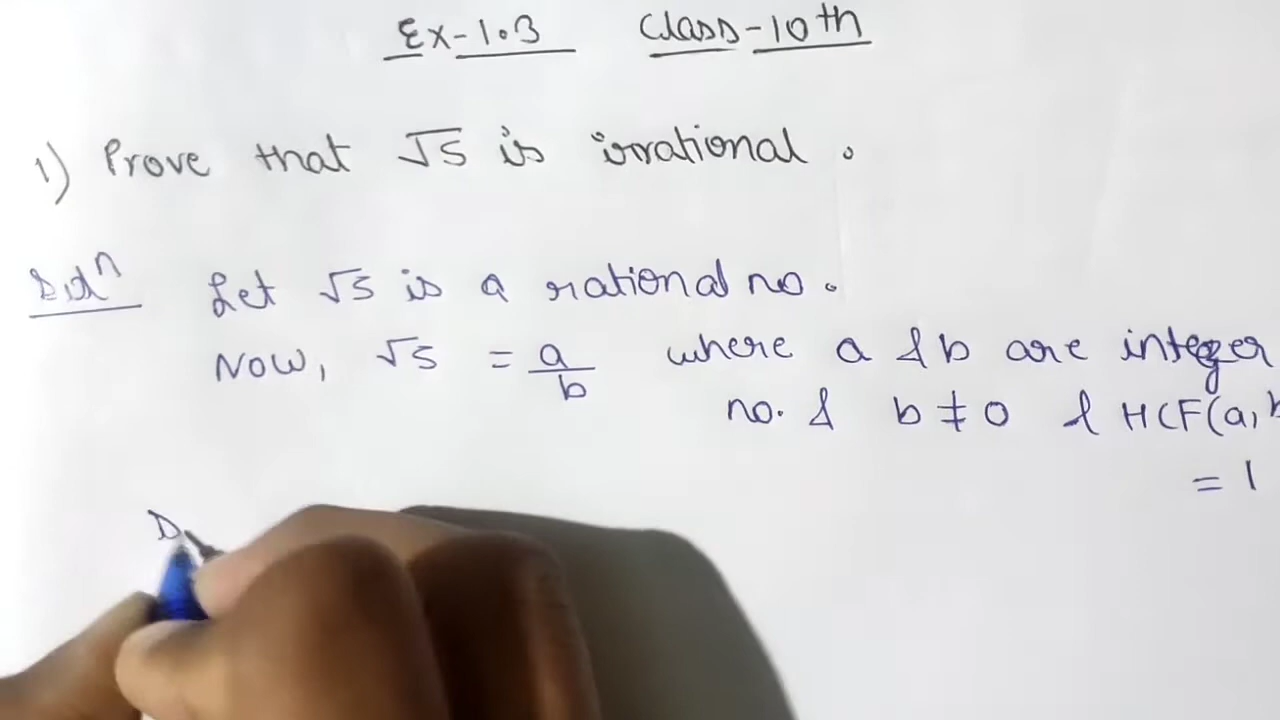 Ex-1.3 Class-10th
1) Prove that √5 is irrational.
Solⁿ Let √5 is a rational no.
Now, √5 = a/b where a & b are integer
no. & b ≠ 0 & HCF(a, b
= 1